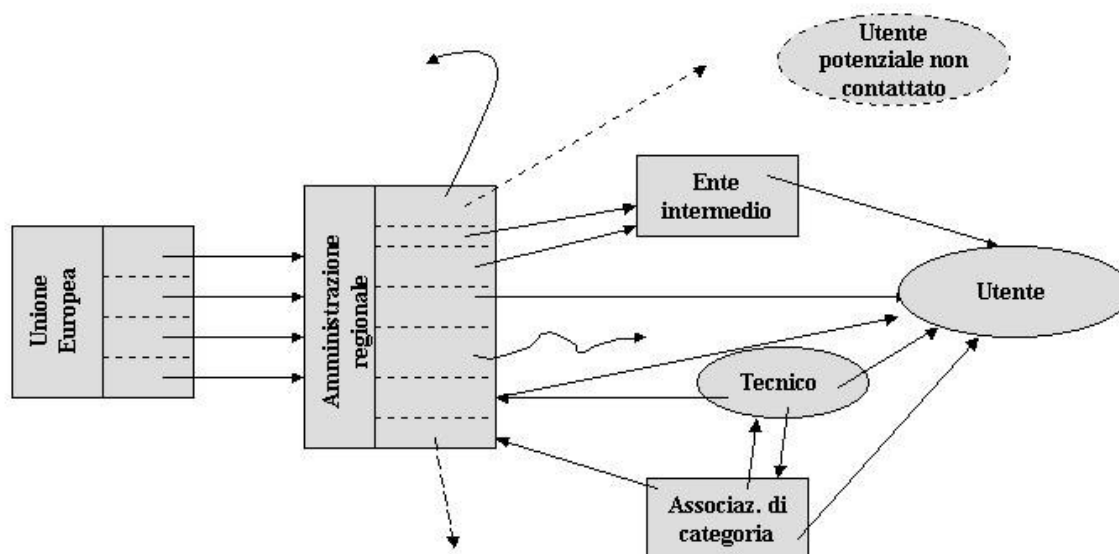 Utente
potenziale non
contattato
Ente
intermedio
Unione
Europea
Amministrazione
regionale
Utente
Tecnico
Associaz. di
categoria